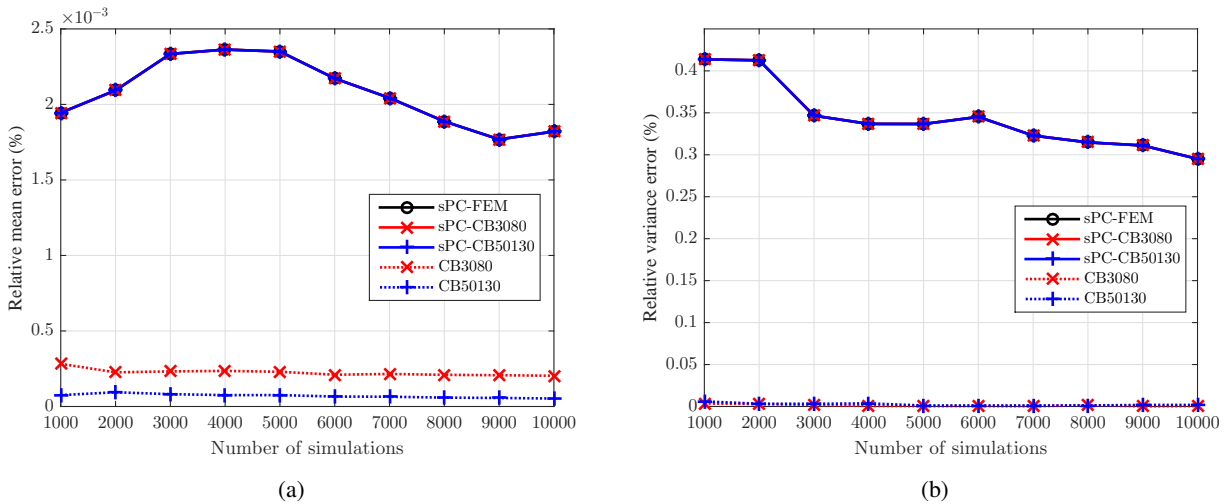 ×10⁻³
2.5
2
1.5
1
0.5
0
Relative mean error (%)
1000 2000 3000 4000 5000 6000 7000 8000 9000 10000
Number of simulations
sPC-FEM
sPC-CB3080
sPC-CB50130
CB3080
CB50130
(a)
0.4
0.35
0.3
0.25
0.2
0.15
0.1
0.05
0
Relative variance error (%)
1000 2000 3000 4000 5000 6000 7000 8000 9000 10000
Number of simulations
sPC-FEM
sPC-CB3080
sPC-CB50130
CB3080
CB50130
(b)